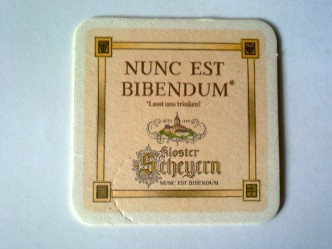 NUNC EST
BIBENDUM*
*Lasst uns trinken!
Kloster
Scheyern
NUNC EST BIBENDUM